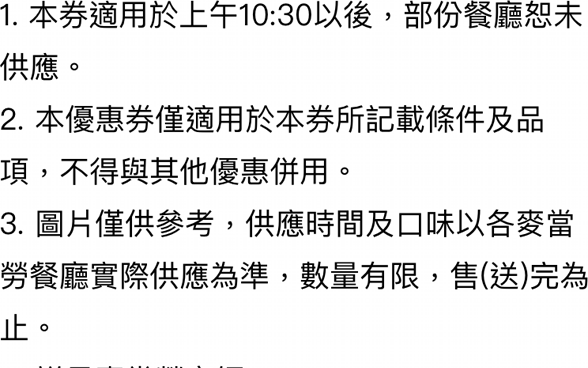 1. 本券適用於上午10:30以後，部份餐廳恕未
供應。
2. 本優惠券僅適用於本券所記載條件及品
項，不得與其他優惠併用。
3. 圖片僅供參考，供應時間及口味以各麥當
勞餐廳實際供應為準，數量有限，售(送)完為
止。